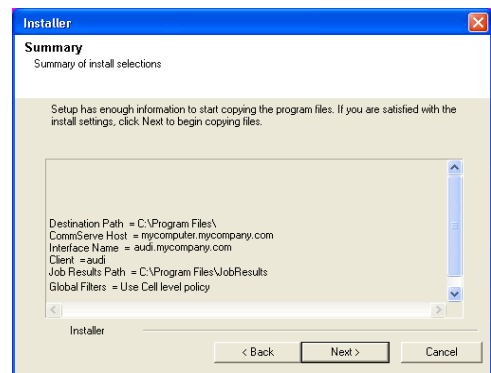 Installer
Summary
Summary of install selections
Setup has enough information to start copying the program files. If you are satisfied with the
install settings, click Next to begin copying files.
Destination Path = C:\Program Files\
CommServe Host = mycomputer.mycompany.com
Interface Name = audi.mycompany.com
Client =audi
Job Results Path = C:\Program Files\JobResults
Global Filters = Use Cell level policy
Installer
< Back Next > Cancel